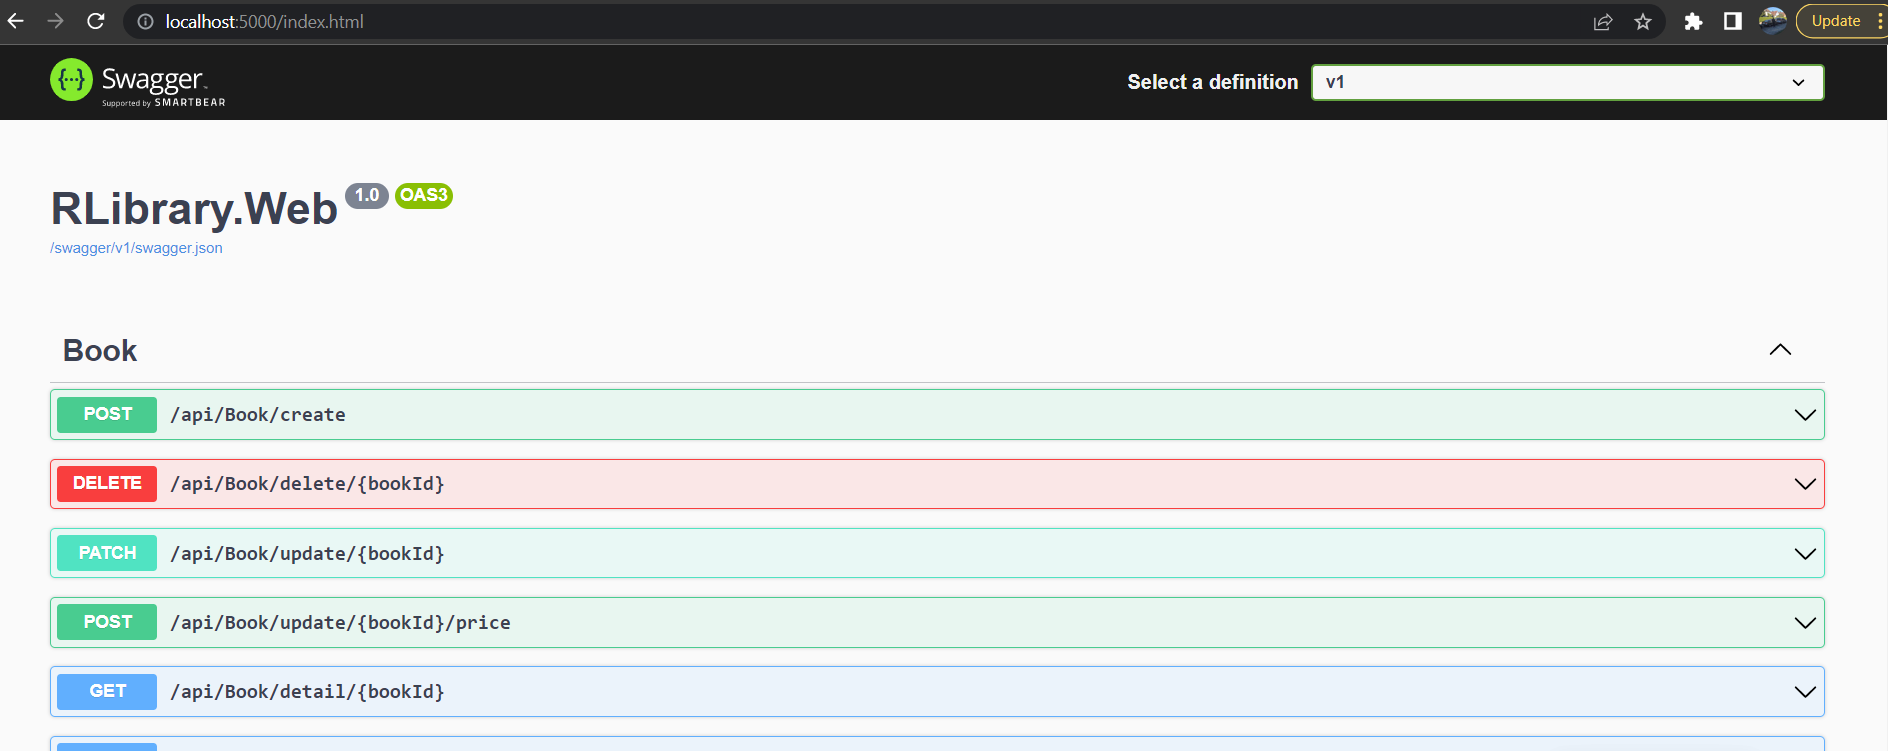 localhost:5000/index.html
Update
Swagger
Supported by SMARTBEAR
Select a definition
v1
RLibrary.Web 1.0 OAS3
/swagger/v1/swagger.json
Book
POST /api/Book/create
DELETE /api/Book/delete/{bookId}
PATCH /api/Book/update/{bookId}
POST /api/Book/update/{bookId}/price
GET /api/Book/detail/{bookId}